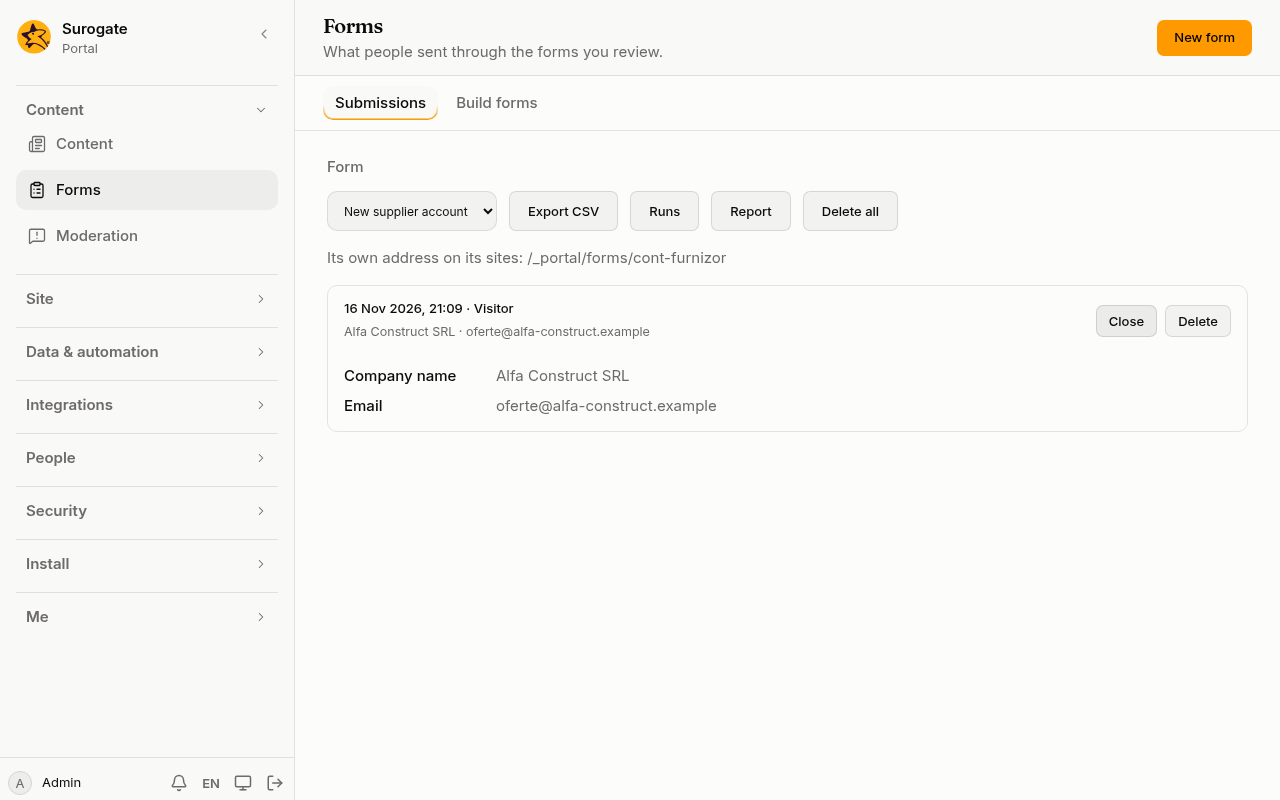 Surogate
Portal
Content
Content
Forms
Moderation
Site
Data & automation
Integrations
People
Security
Install
Me
A
Admin
EN
Forms
What people sent through the forms you review.
New form
Submissions
Build forms
Form
New supplier account
Export CSV
Runs
Report
Delete all
Its own address on its sites: /_portal/forms/cont-furnizor
16 Nov 2026, 21:09 · Visitor
Alfa Construct SRL · oferte@alfa-construct.example
Close
Delete
Company name
Alfa Construct SRL
Email
oferte@alfa-construct.example